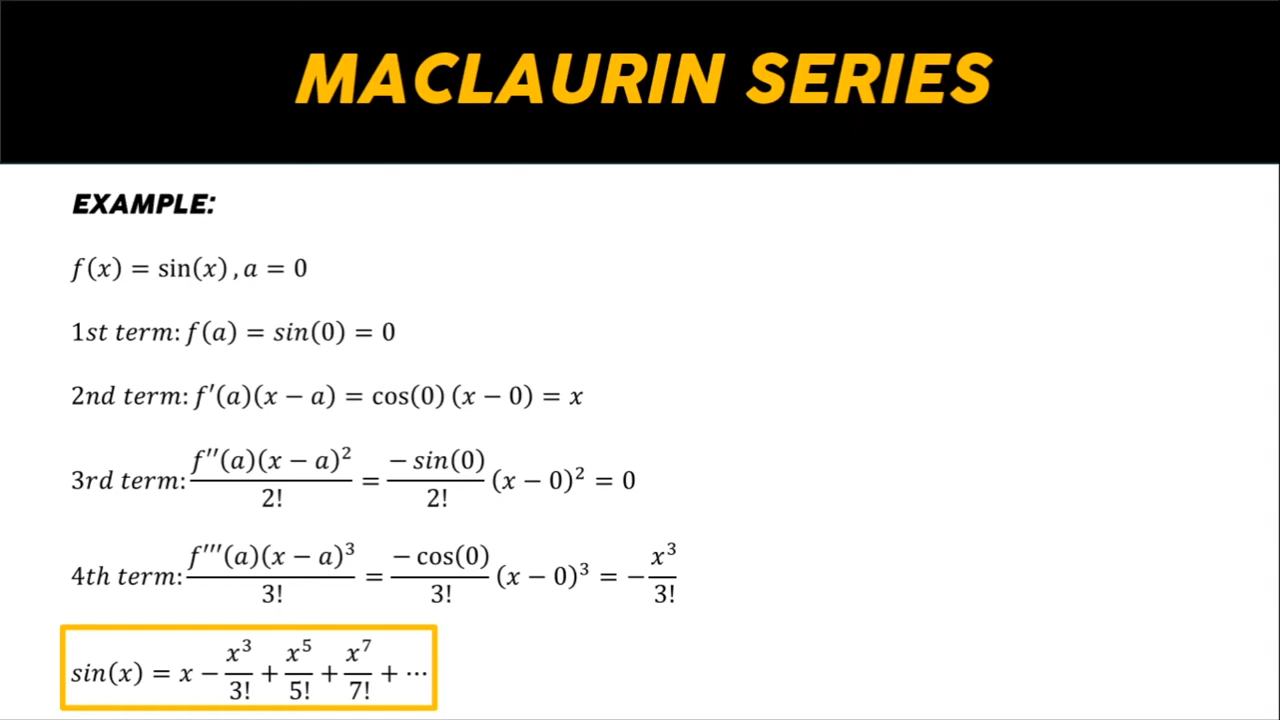 MACLAURIN SERIES
EXAMPLE:
f(x) = sin(x), a = 0
1st term: f(a) = sin(0) = 0
2nd term: f′(a)(x − a) = cos(0) (x − 0) = x
3rd term: f′′(a)(x − a)²/2! = − sin(0)/2! (x − 0)² = 0
4th term: f′′′(a)(x − a)³/3! = − cos(0)/3! (x − 0)³ = − x³/3!
sin(x) = x − x³/3! + x⁵/5! + x⁷/7! + ⋯